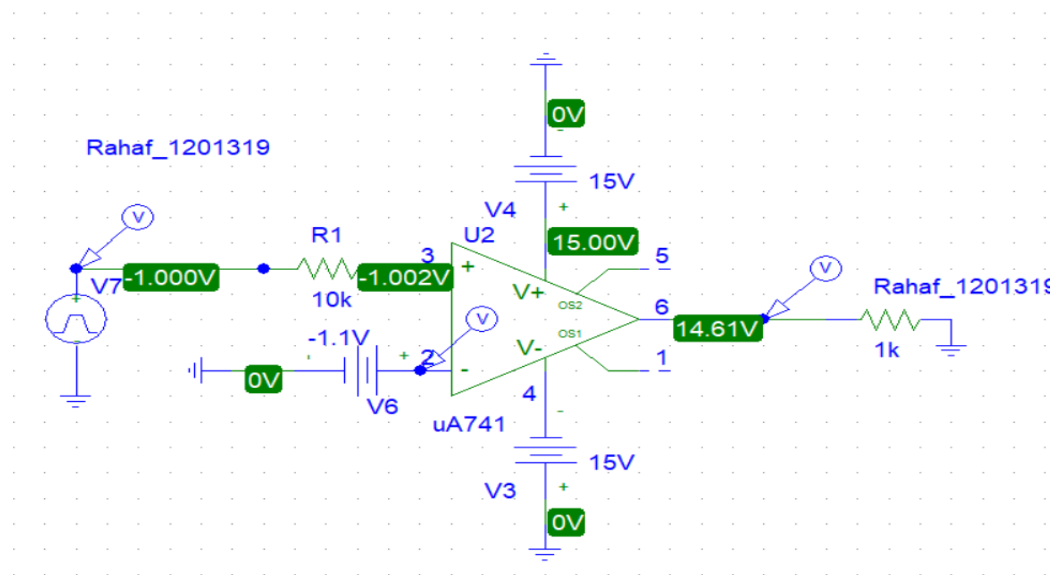 0V
Rahaf_1201319
15V
V
V4
+
R1
U2
15.00V
3
5
V
+
-1.000V
-1.002V
V7
V+
Rahaf_1201319
+
10k
OS2
6
V
14.61V
OS1
-1.1V
V-
1k
+
2
1
0V
-
V6
4
-
uA741
15V
V3
+
0V